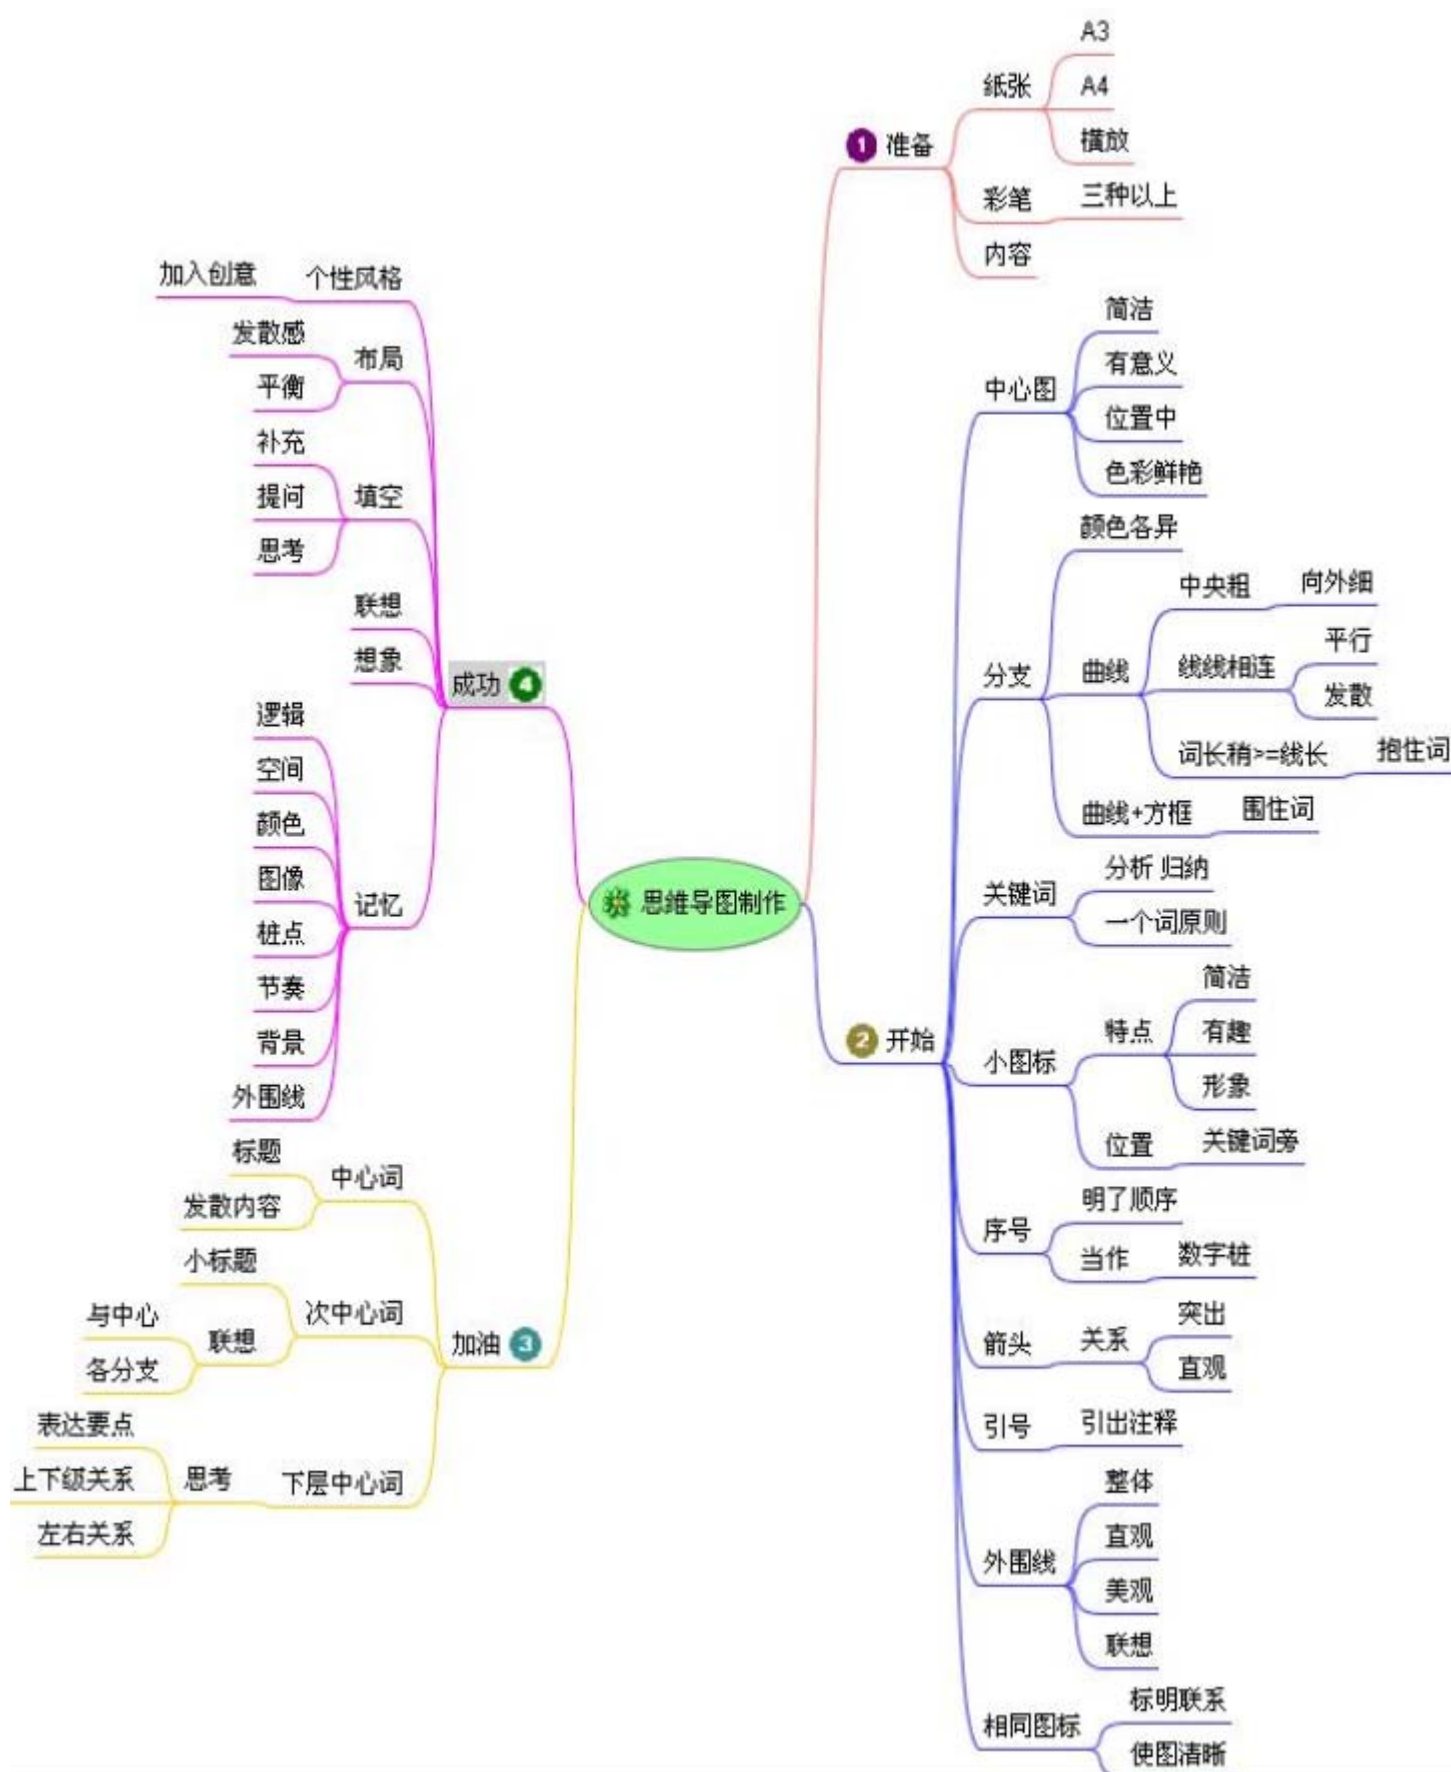 思维导图制作
1 准备
纸张
A3
A4
横放
彩笔
三种以上
内容
2 开始
中心图
简洁
有意义
位置中
色彩鲜艳
分支
颜色各异
曲线
中央粗
向外细
线线相连
平行
发散
词长稍>=线长
抱住词
曲线+方框
围住词
关键词
分析 归纳
一个词原则
小图标
特点
简洁
有趣
形象
位置
关键词旁
序号
明了顺序
当作
数字桩
箭头
关系
突出
直观
引号
引出注释
外围线
整体
直观
美观
联想
相同图标
标明联系
使图清晰
加油 3
中心词
标题
发散内容
次中心词
小标题
联想
与中心
各分支
下层中心词
思考
表达要点
上下级关系
左右关系
成功 4
个性风格
加入创意
布局
发散感
平衡
填空
补充
提问
思考
联想
想象
记忆
逻辑
空间
颜色
图像
桩点
节奏
背景
外围线